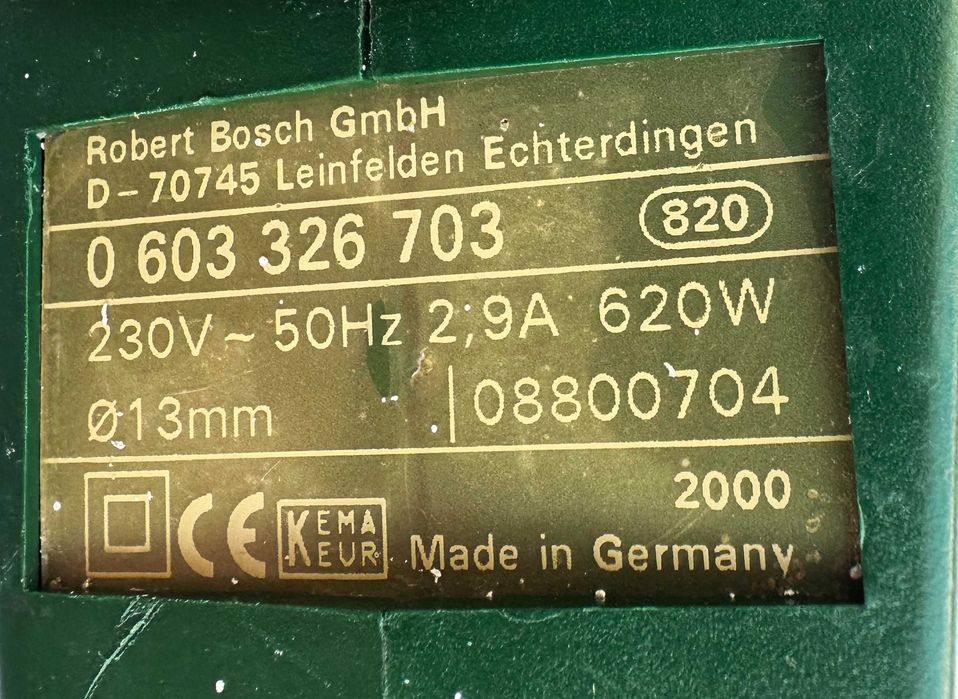 Robert Bosch GmbH
D-70745 Leinfelden Echterdingen
0 603 326 703 820
230V ~ 50Hz 2,9A 620W
Ø13mm 08800704
2000
CE KEMA KEUR Made in Germany